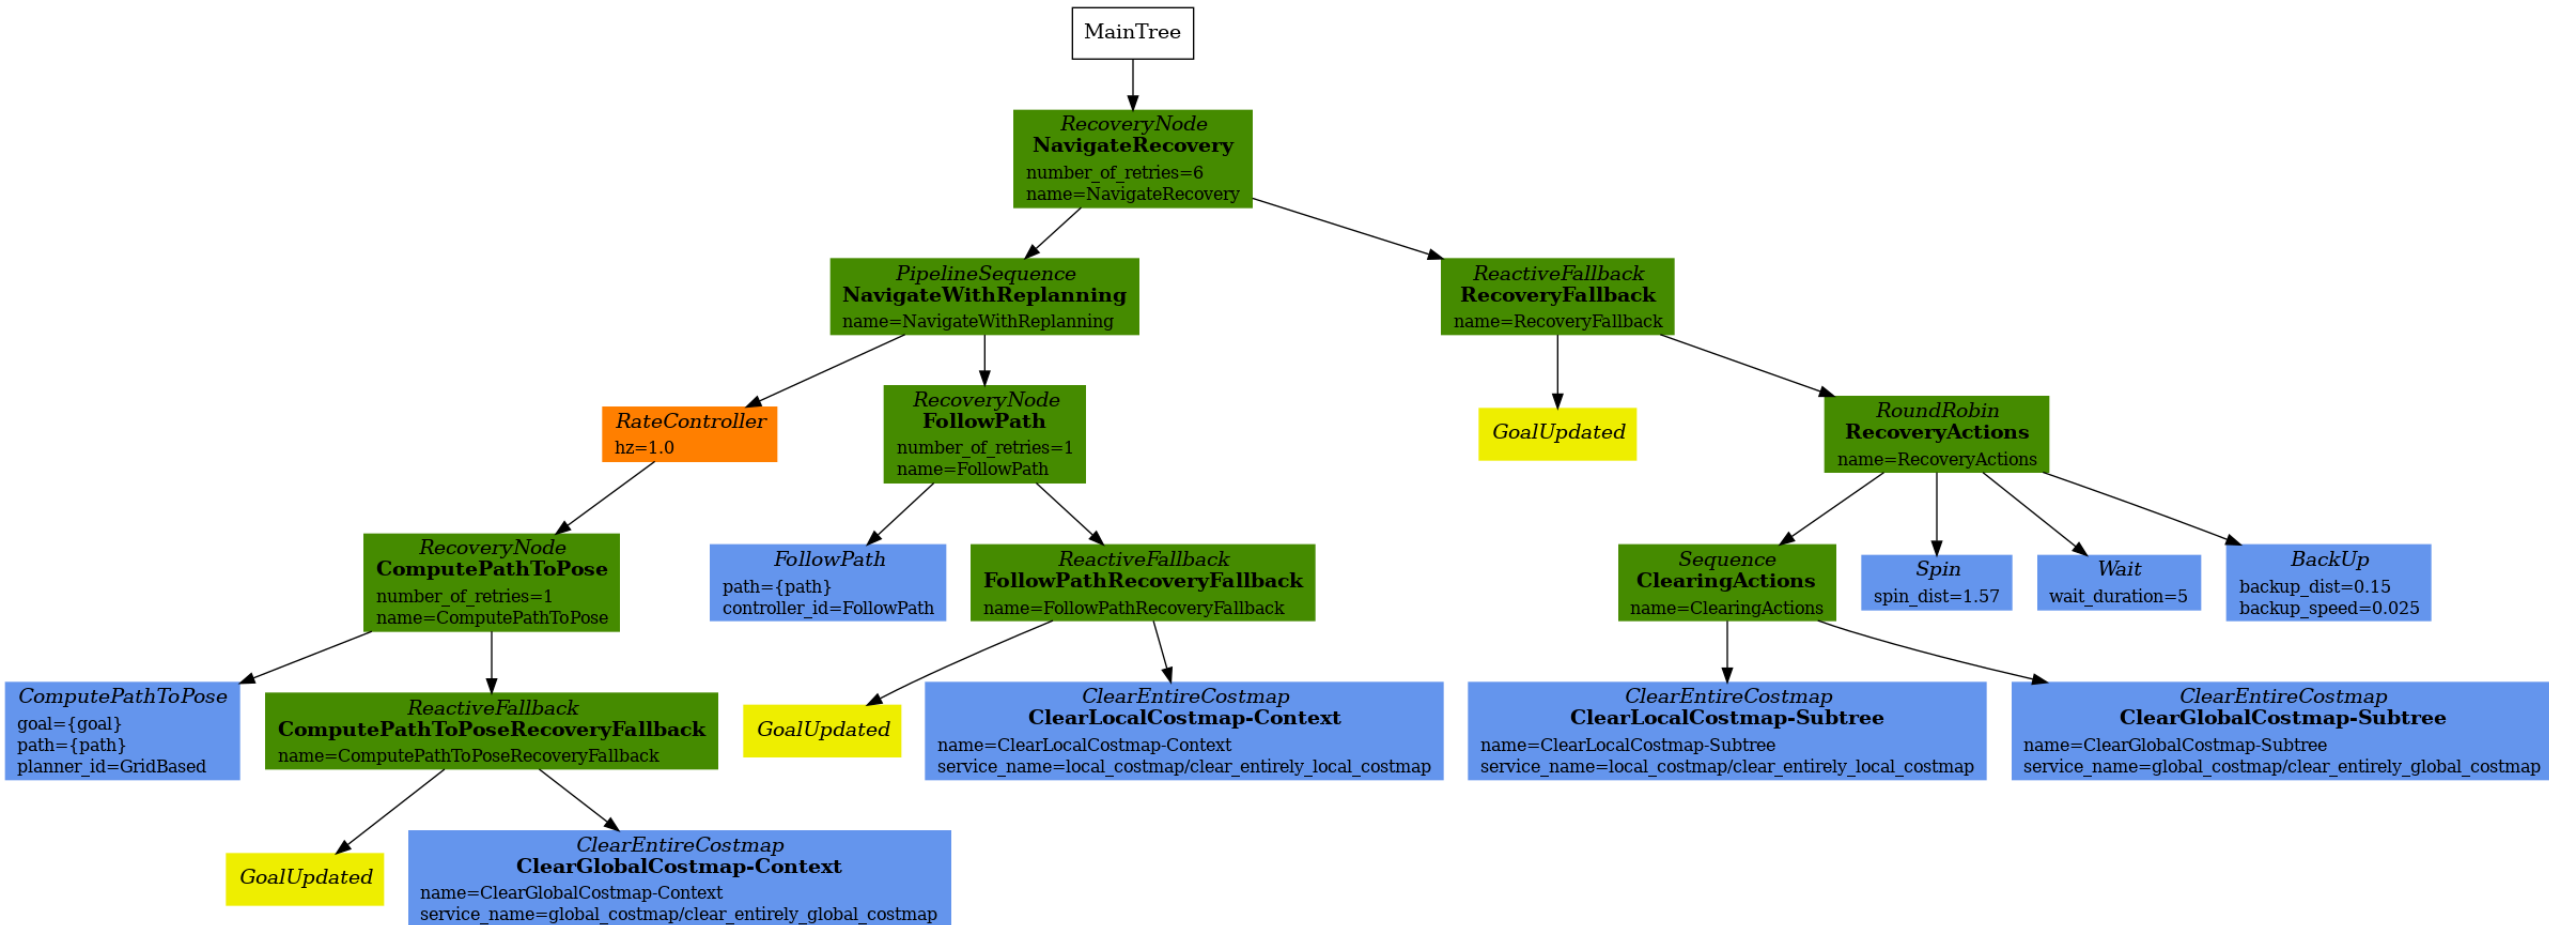 MainTree
RecoveryNode
NavigateRecovery
number_of_retries=6
name=NavigateRecovery
PipelineSequence
NavigateWithReplanning
name=NavigateWithReplanning
ReactiveFallback
RecoveryFallback
name=RecoveryFallback
RateController
hz=1.0
RecoveryNode
FollowPath
number_of_retries=1
name=FollowPath
GoalUpdated
RoundRobin
RecoveryActions
name=RecoveryActions
RecoveryNode
ComputePathToPose
number_of_retries=1
name=ComputePathToPose
FollowPath
path={path}
controller_id=FollowPath
ReactiveFallback
FollowPathRecoveryFallback
name=FollowPathRecoveryFallback
Sequence
ClearingActions
name=ClearingActions
Spin
spin_dist=1.57
Wait
wait_duration=5
BackUp
backup_dist=0.15
backup_speed=0.025
ComputePathToPose
goal={goal}
path={path}
planner_id=GridBased
ReactiveFallback
ComputePathToPoseRecoveryFallback
name=ComputePathToPoseRecoveryFallback
GoalUpdated
ClearEntireCostmap
ClearLocalCostmap-Context
name=ClearLocalCostmap-Context
service_name=local_costmap/clear_entirely_local_costmap
ClearEntireCostmap
ClearLocalCostmap-Subtree
name=ClearLocalCostmap-Subtree
service_name=local_costmap/clear_entirely_local_costmap
ClearEntireCostmap
ClearGlobalCostmap-Subtree
name=ClearGlobalCostmap-Subtree
service_name=global_costmap/clear_entirely_global_costmap
GoalUpdated
ClearEntireCostmap
ClearGlobalCostmap-Context
name=ClearGlobalCostmap-Context
service_name=global_costmap/clear_entirely_global_costmap